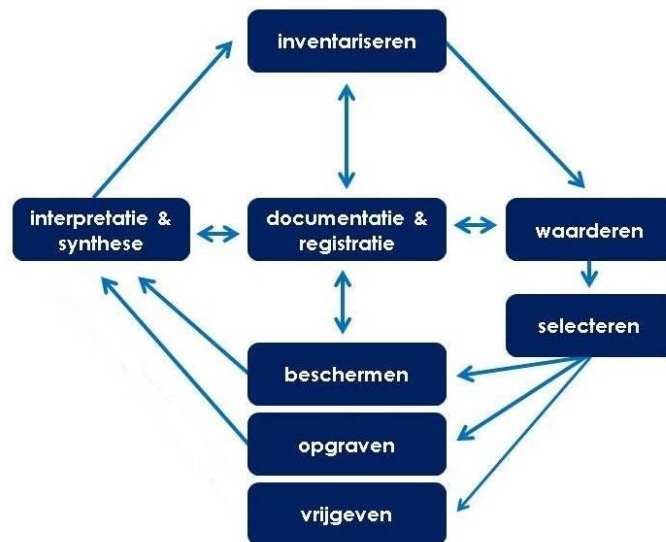 inventariseren
interpretatie &
synthese
documentatie &
registratie
waarderen
selecteren
beschermen
opgraven
vrijgeven